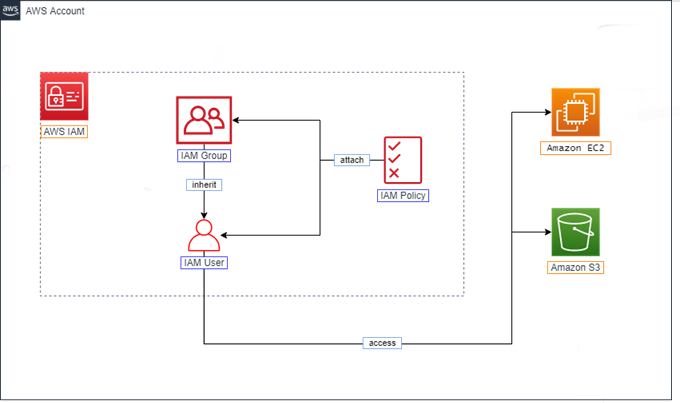 aws
AWS Account
AWS IAM
IAM Group
attach
inherit
IAM Policy
IAM User
access
Amazon EC2
Amazon S3